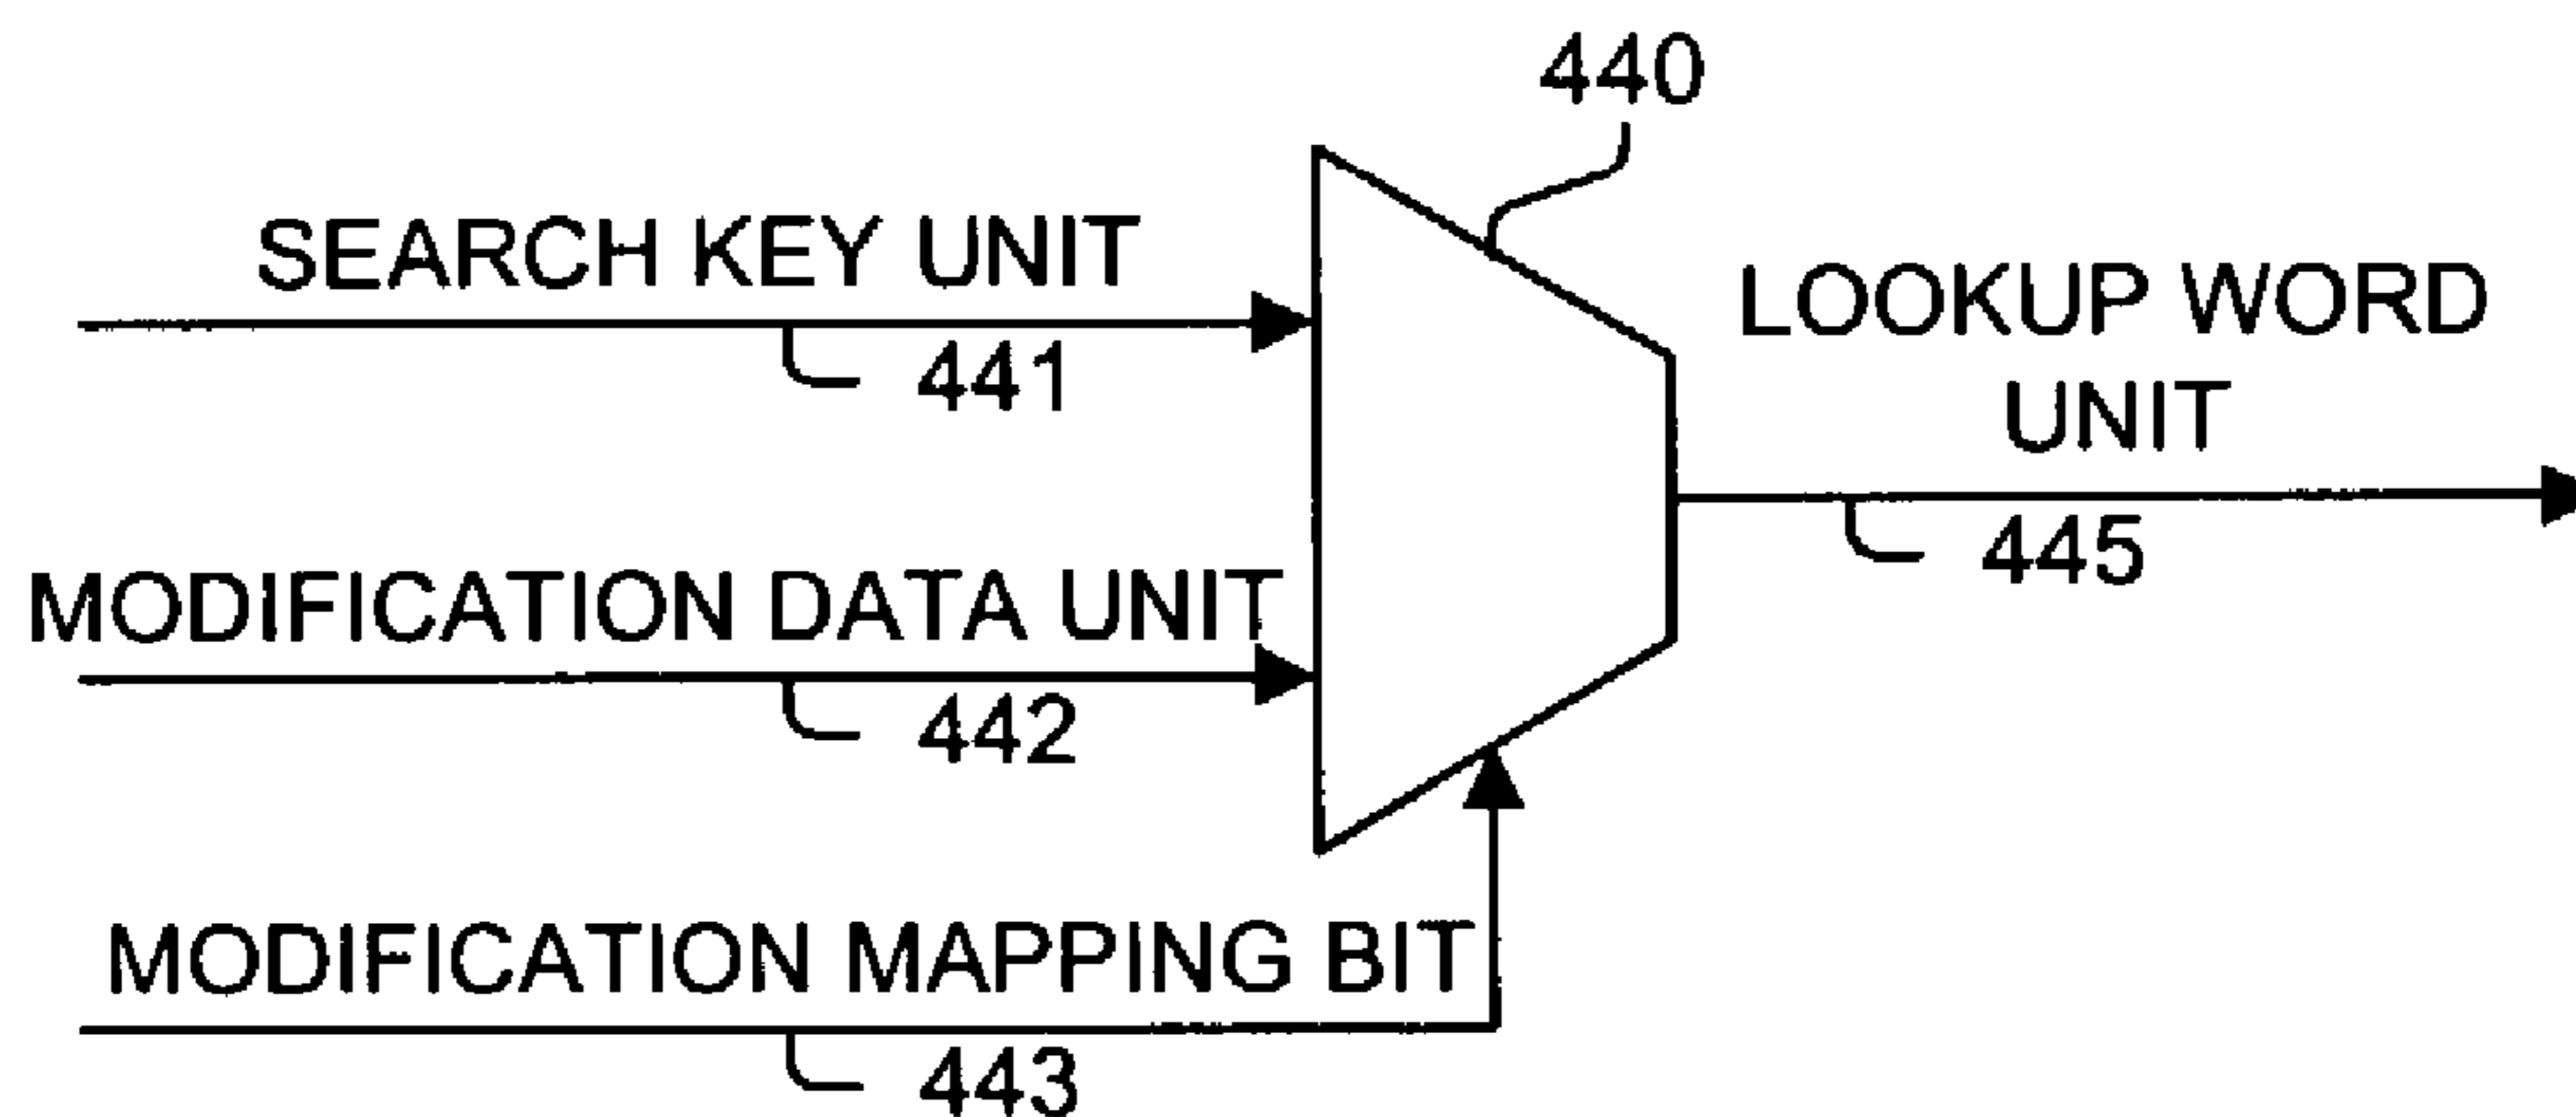 440
SEARCH KEY UNIT
441
LOOKUP WORD
UNIT
445
MODIFICATION DATA UNIT
442
MODIFICATION MAPPING BIT
443